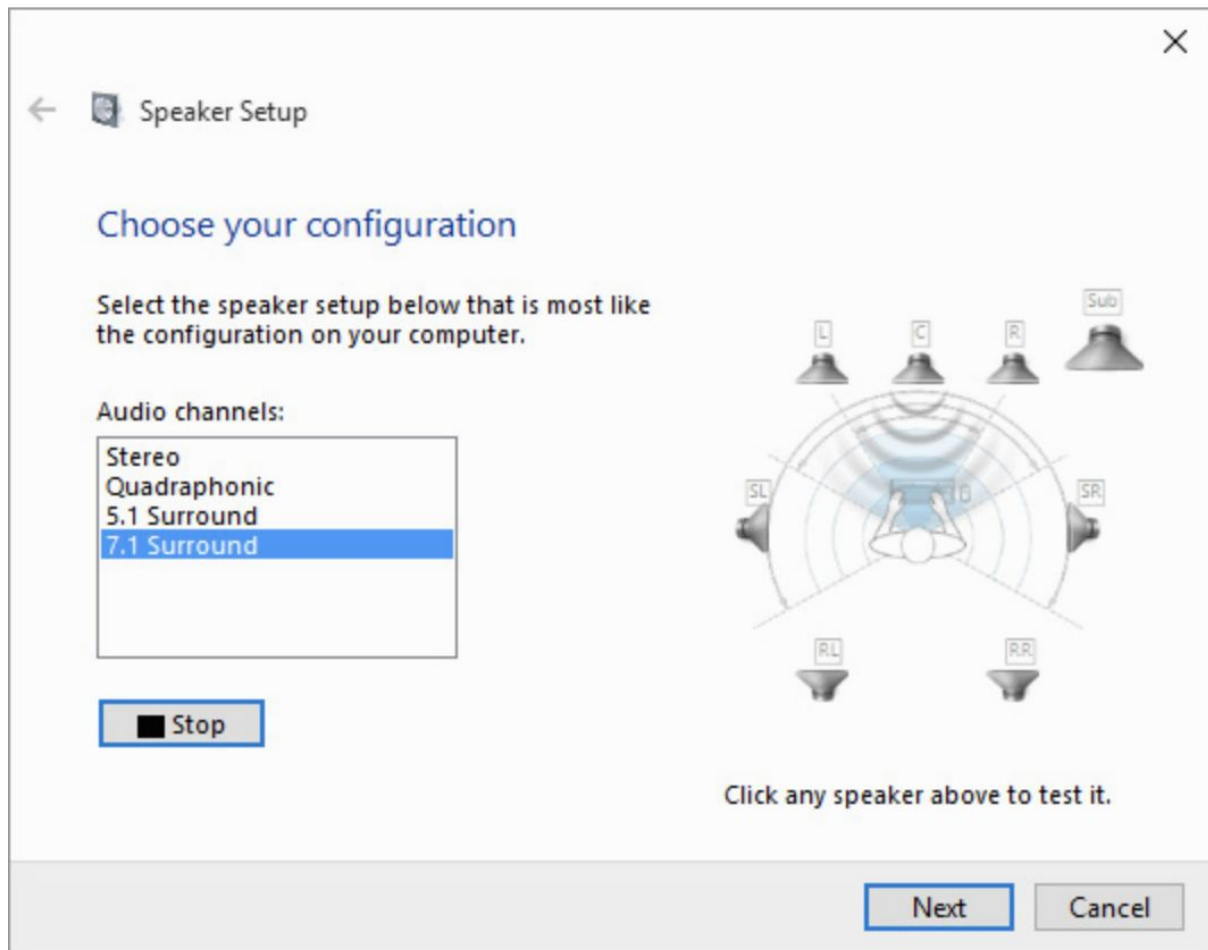 Speaker Setup
Choose your configuration
Select the speaker setup below that is most like
the configuration on your computer.
Audio channels:
Stereo
Quadraphonic
5.1 Surround
7.1 Surround
Stop
L
C
R
Sub
SL
SR
RL
RR
Click any speaker above to test it.
Next
Cancel